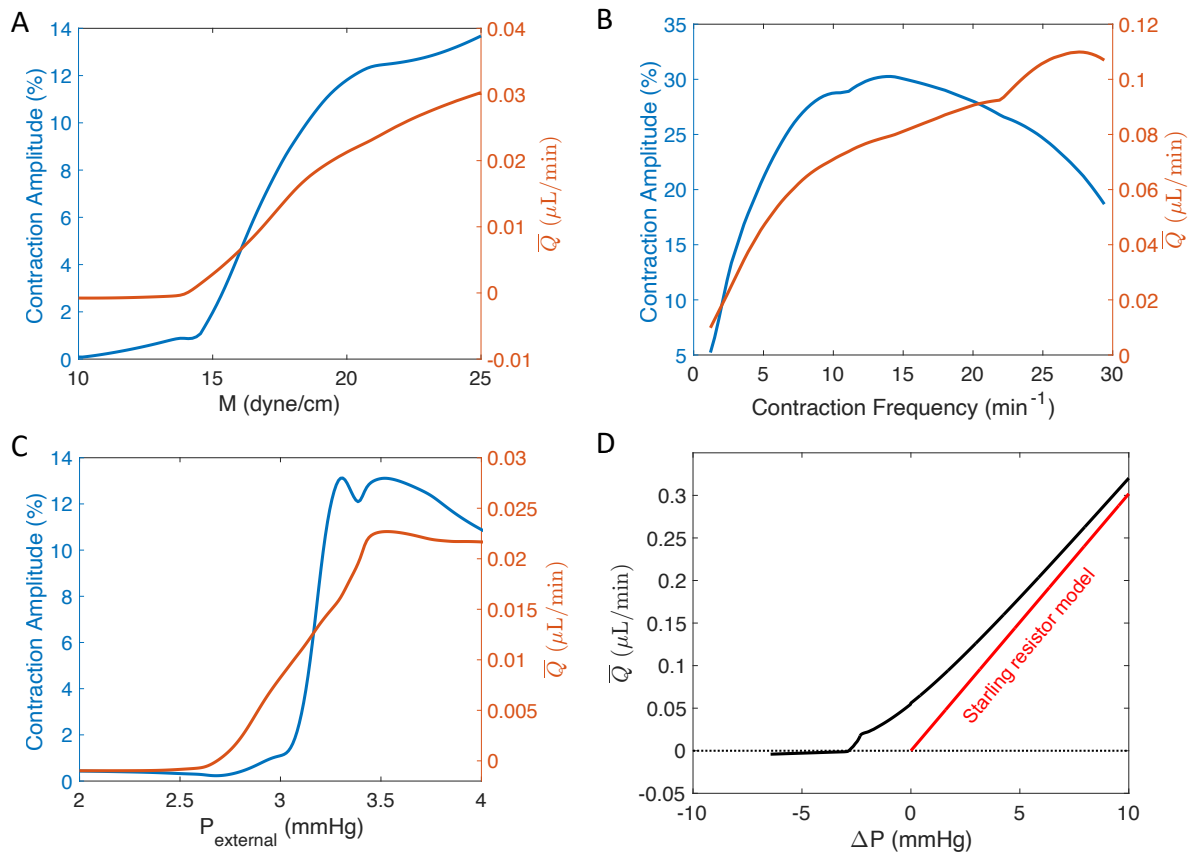 A
Contraction Amplitude (%)
14
12
10
8
6
4
2
0
0.04
0.03
0.02
0.01
0
-0.01
Q̅ (μL/min)
10 15 20 25
M (dyne/cm)
B
Contraction Amplitude (%)
35
30
25
20
15
10
5
0.12
0.1
0.08
0.06
0.04
0.02
0
Q̅ (μL/min)
0 5 10 15 20 25 30
Contraction Frequency (min⁻¹)
C
Contraction Amplitude (%)
14
12
10
8
6
4
2
0
0.03
0.025
0.02
0.015
0.01
0.005
0
Q̅ (μL/min)
2 2.5 3 3.5 4
P_external (mmHg)
D
Q̅ (μL/min)
0.3
0.25
0.2
0.15
0.1
0.05
0
-0.05
Starling resistor model
-10 -5 0 5 10
ΔP (mmHg)